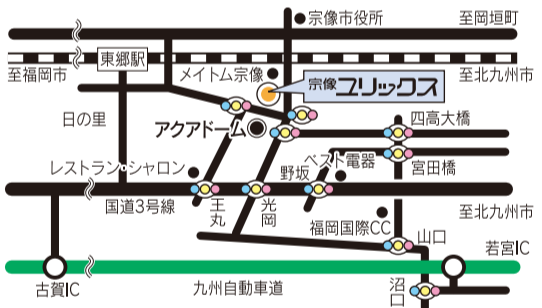 宗像市役所
至岡垣町
東郷駅
至福岡市
メイトム宗像
宗像ユリックス
至北九州市
日の里
アクアドーム
四高大橋
レストラン・シャロン
ベスト電器
野坂
宮田橋
国道3号線
王丸
光岡
福岡国際CC
至北九州市
山口
若宮IC
古賀IC
九州自動車道
沼口